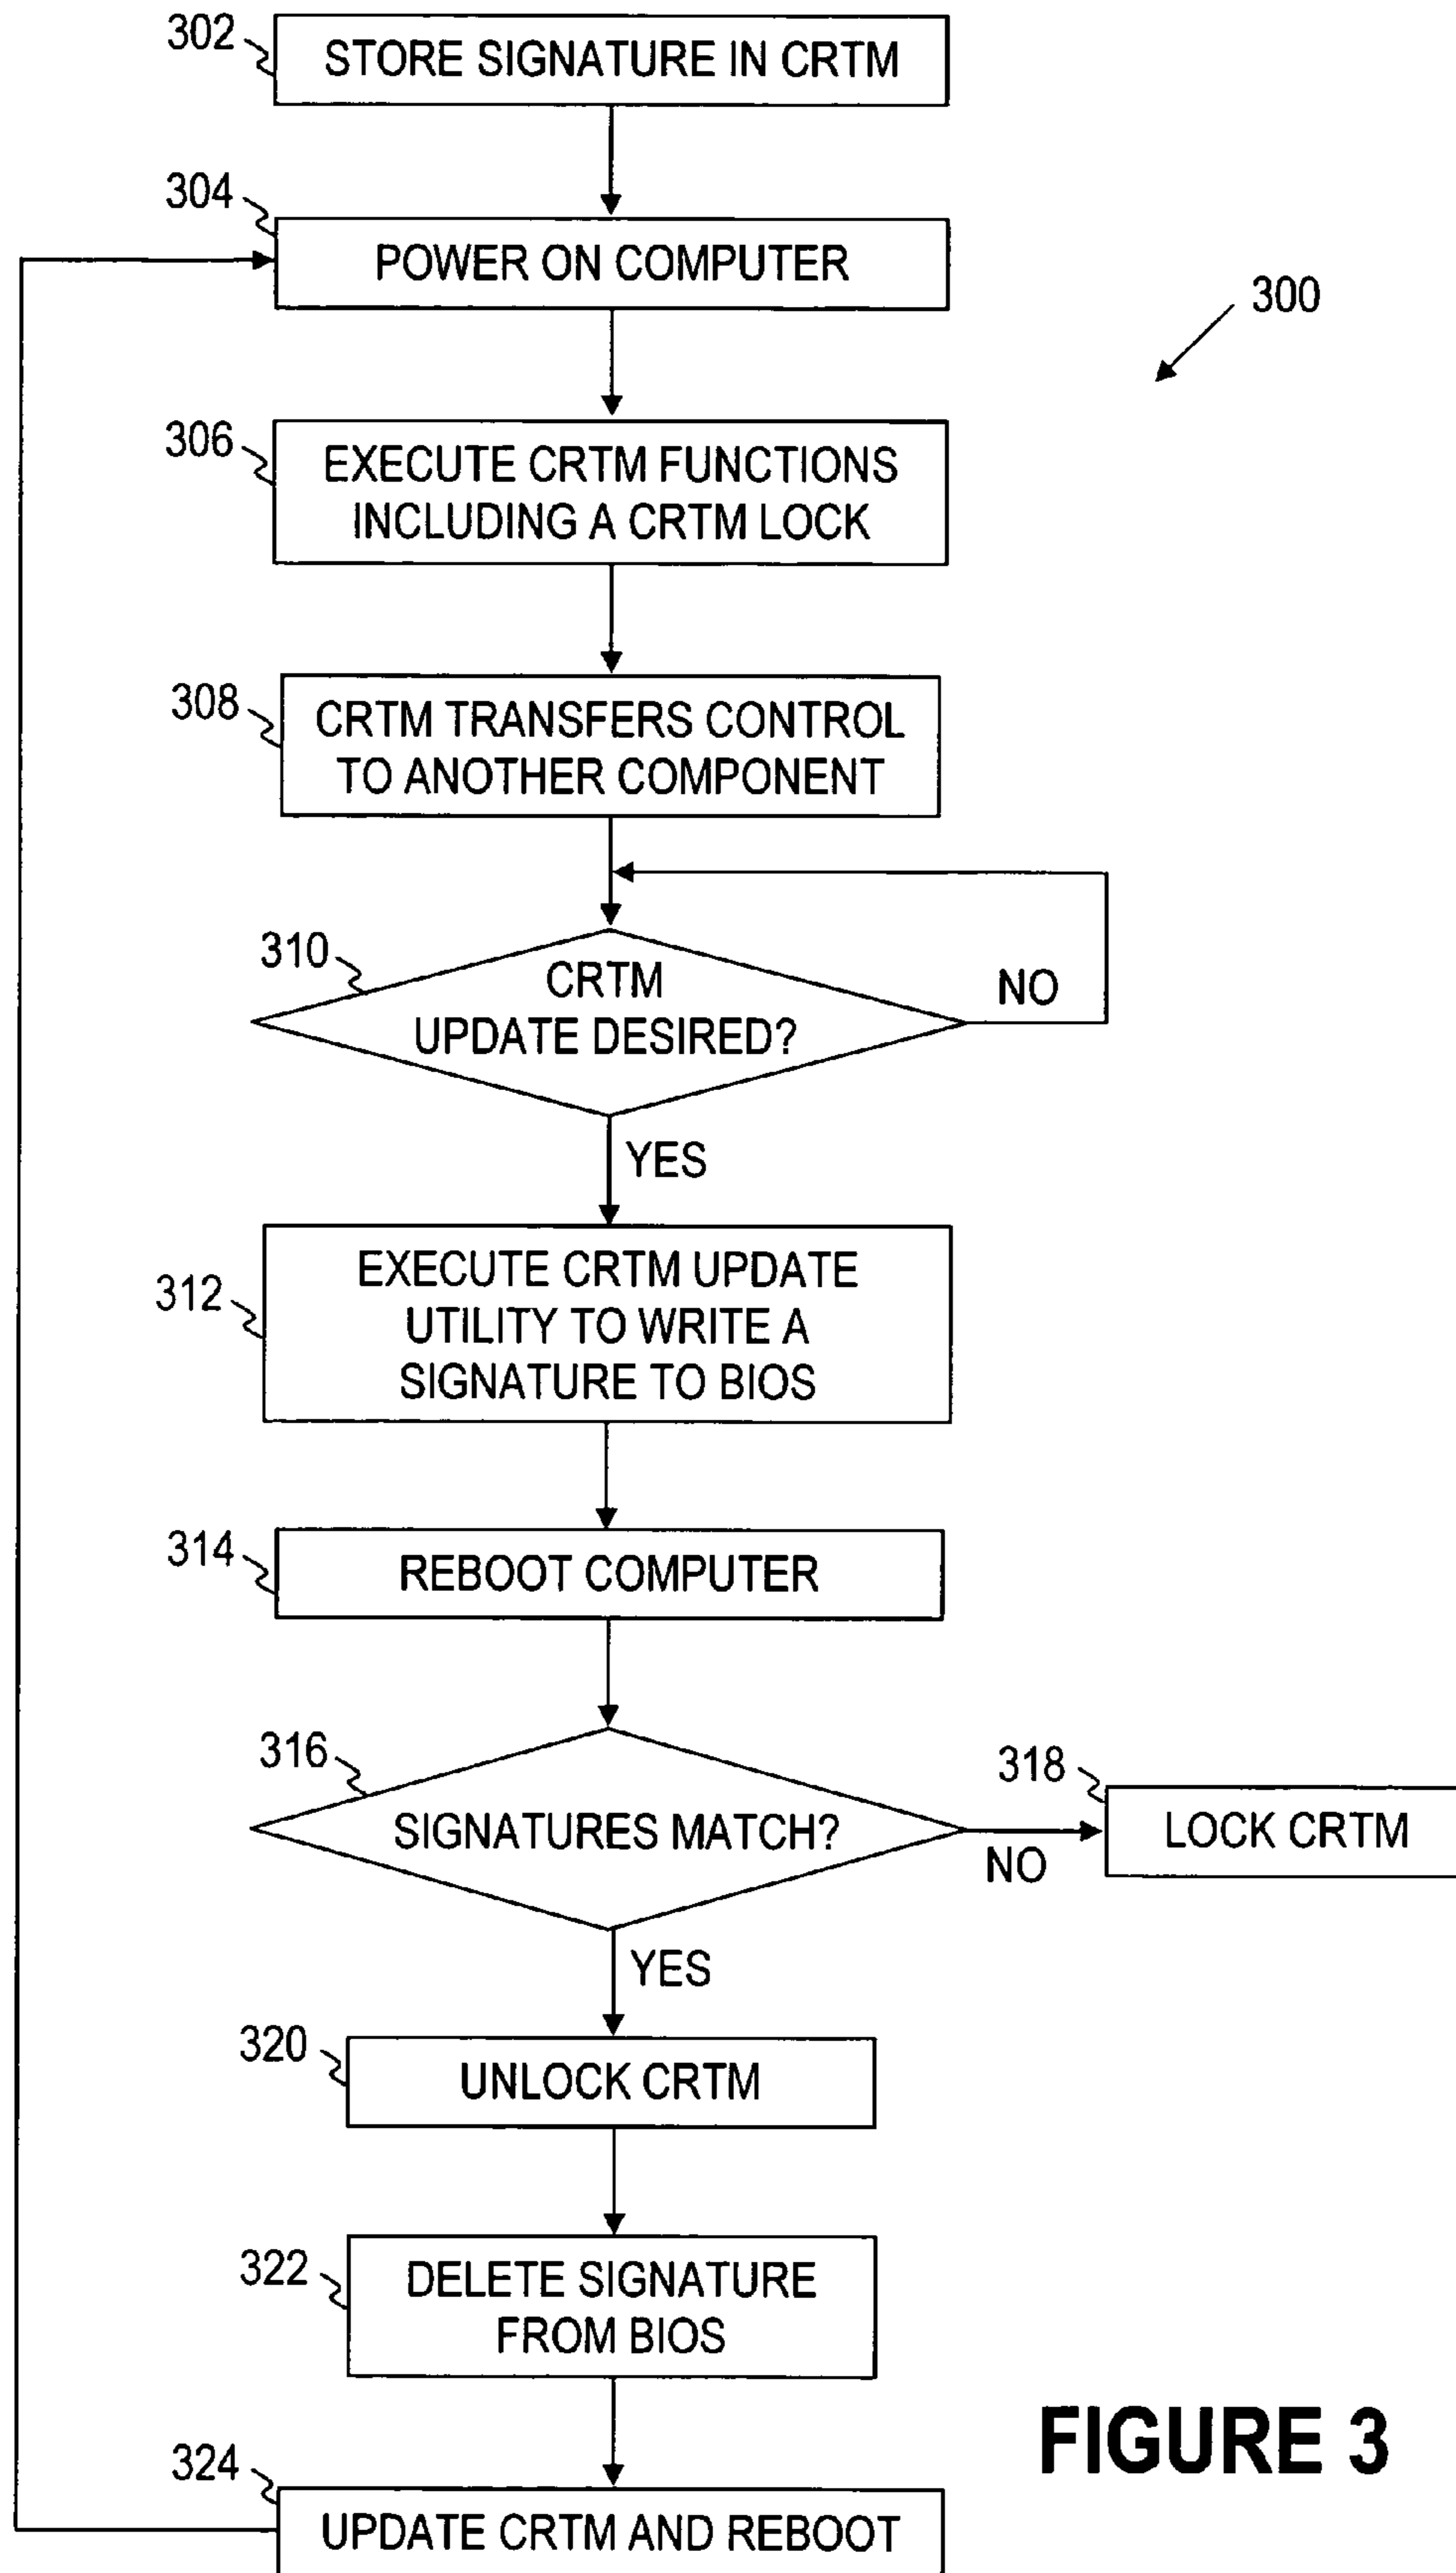 302
STORE SIGNATURE IN CRTM
304
POWER ON COMPUTER
300
306
EXECUTE CRTM FUNCTIONS
INCLUDING A CRTM LOCK
308
CRTM TRANSFERS CONTROL
TO ANOTHER COMPONENT
310
CRTM
UPDATE DESIRED?
NO
YES
312
EXECUTE CRTM UPDATE
UTILITY TO WRITE A
SIGNATURE TO BIOS
314
REBOOT COMPUTER
316
SIGNATURES MATCH?
NO
318
LOCK CRTM
YES
320
UNLOCK CRTM
322
DELETE SIGNATURE
FROM BIOS
324
UPDATE CRTM AND REBOOT
FIGURE 3